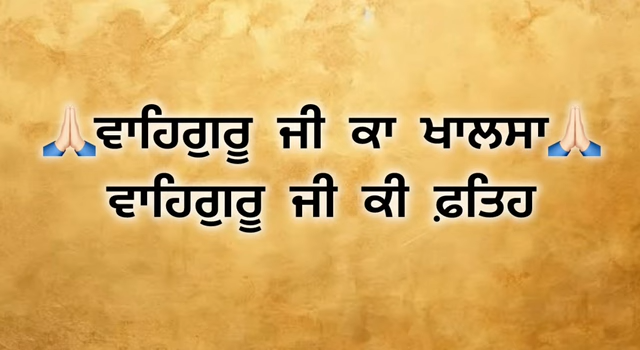 🙏🏻ਵਾਹਿਗੁਰੂ ਜੀ ਕਾ ਖਾਲਸਾ🙏🏻
ਵਾਹਿਗੁਰੂ ਜੀ ਕੀ ਫ਼ਤਿਹ